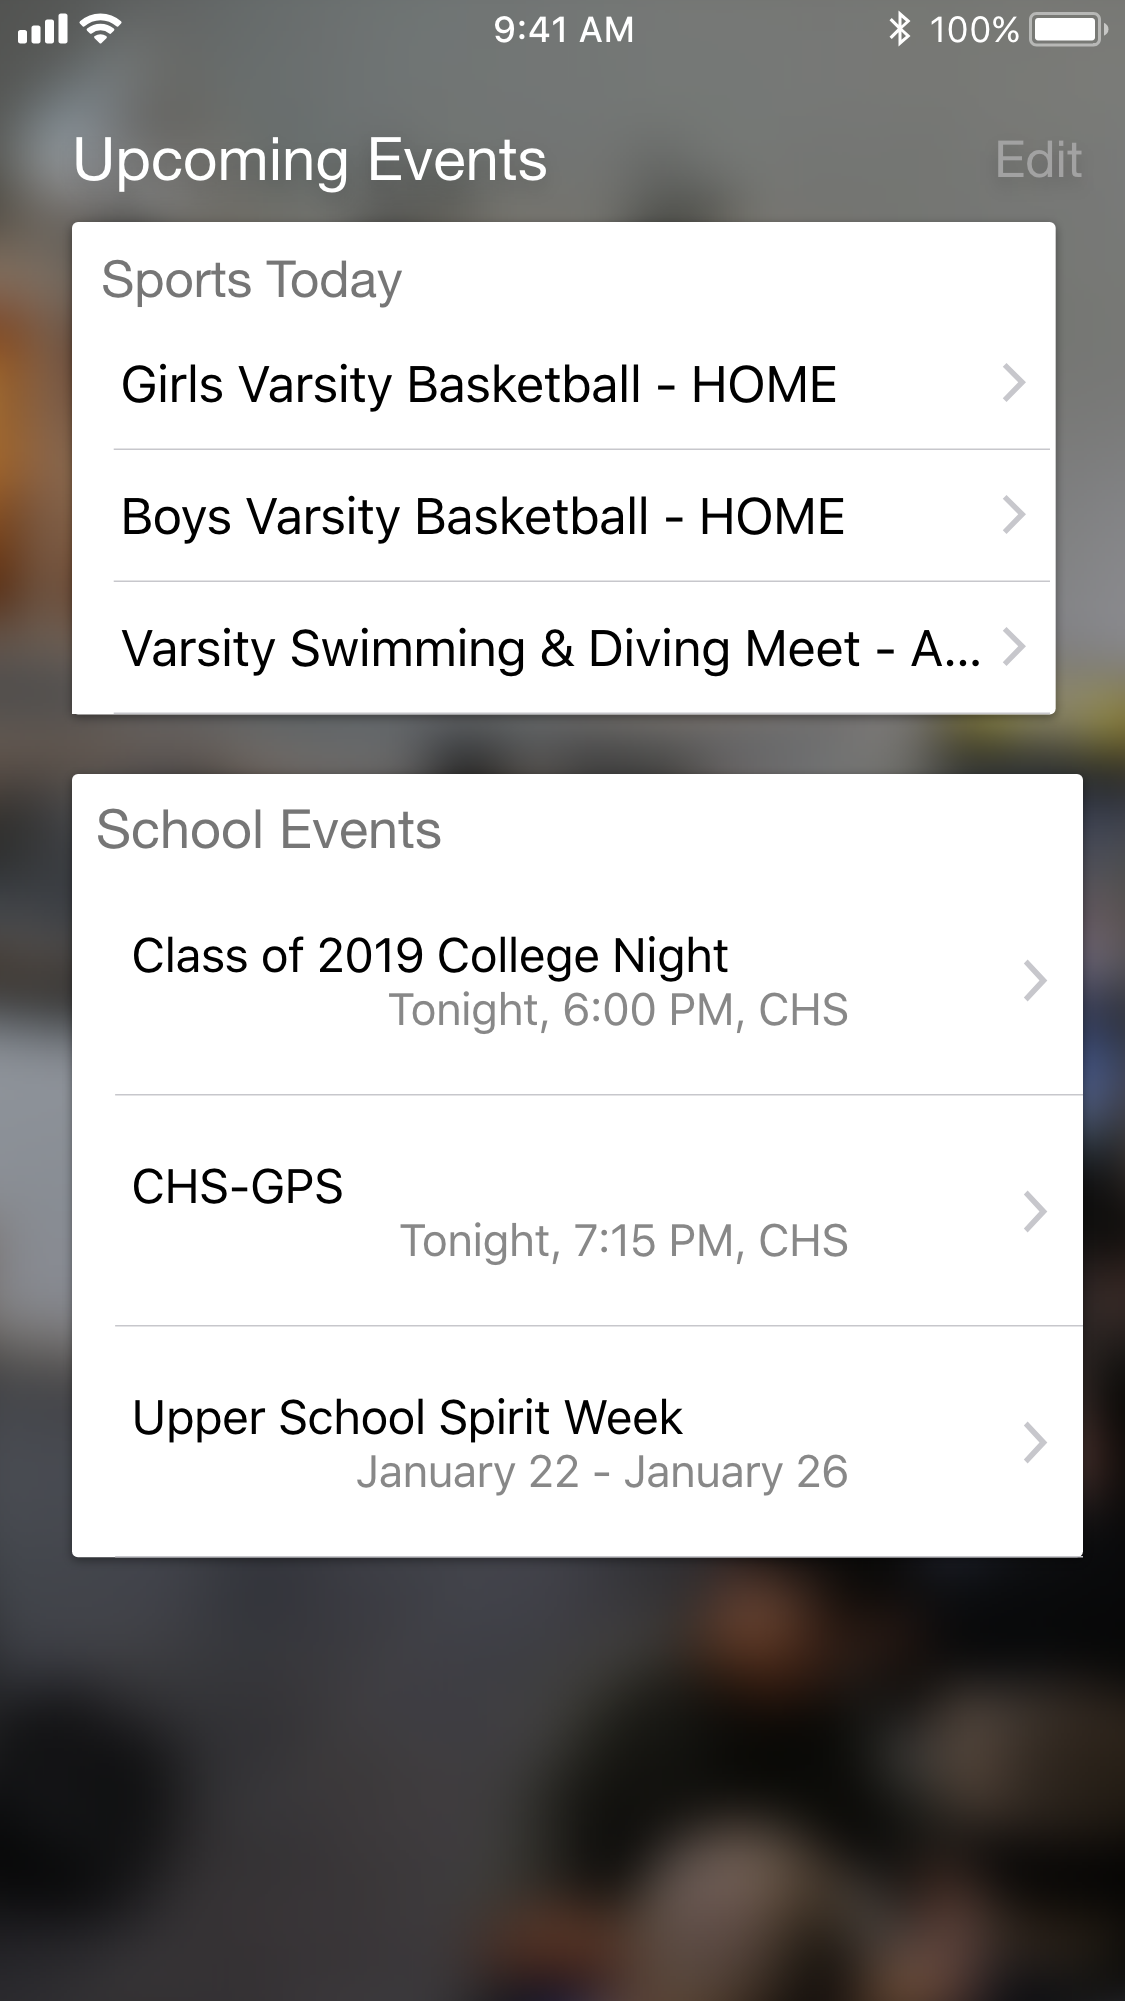 9:41 AM
100%
Upcoming Events
Edit
Sports Today
Girls Varsity Basketball - HOME
Boys Varsity Basketball - HOME
Varsity Swimming & Diving Meet - A...
School Events
Class of 2019 College Night
Tonight, 6:00 PM, CHS
CHS-GPS
Tonight, 7:15 PM, CHS
Upper School Spirit Week
January 22 - January 26